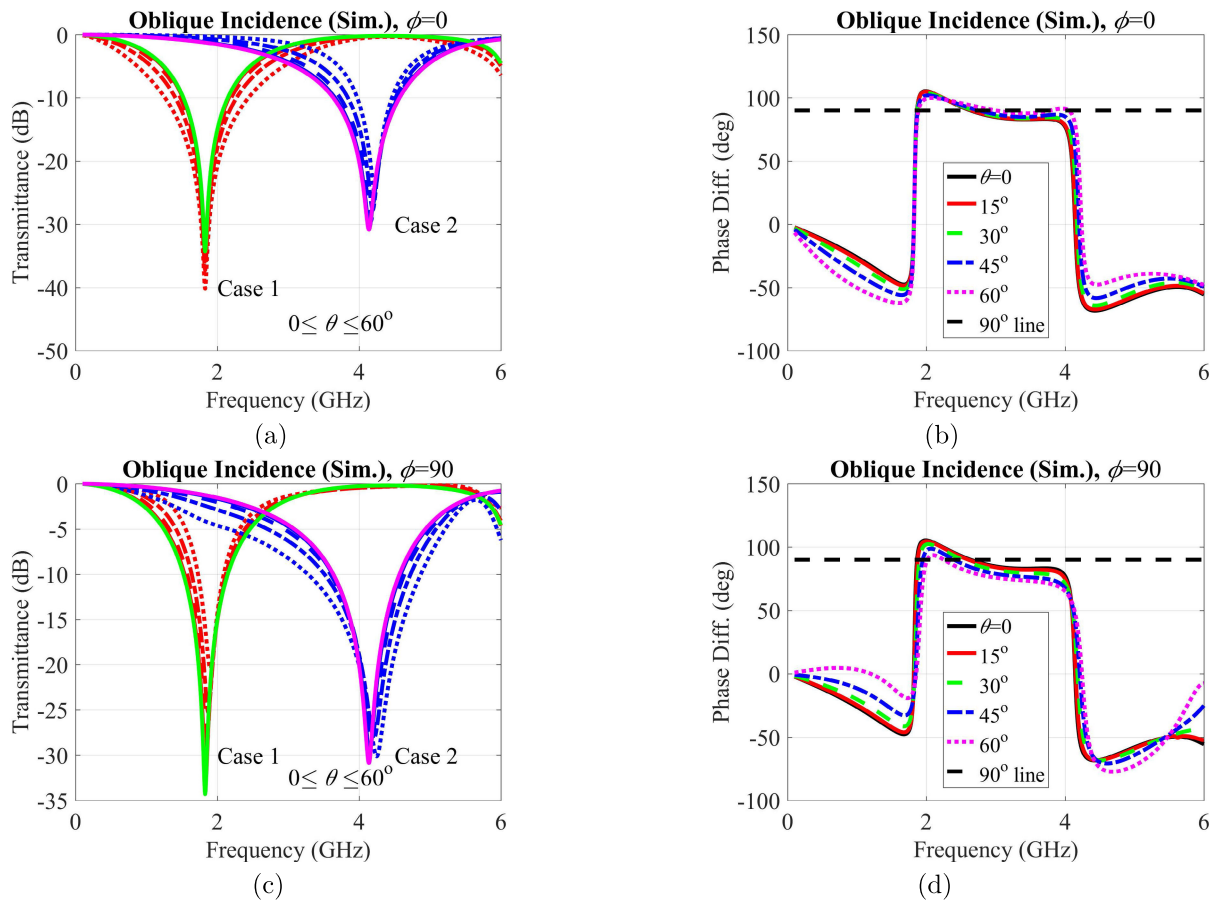 Oblique Incidence (Sim.), ϕ=0
Transmittance (dB)
0
-10
-20
-30
-40
-50
Case 1
Case 2
0≤ θ ≤60°
0 2 4 6
Frequency (GHz)
(a)
Oblique Incidence (Sim.), ϕ=0
Phase Diff. (deg)
150
100
50
0
-50
-100
θ=0
15°
30°
45°
60°
90° line
0 2 4 6
Frequency (GHz)
(b)
Oblique Incidence (Sim.), ϕ=90
Transmittance (dB)
0
-5
-10
-15
-20
-25
-30
-35
Case 1
Case 2
0≤ θ ≤60°
0 2 4 6
Frequency (GHz)
(c)
Oblique Incidence (Sim.), ϕ=90
Phase Diff. (deg)
150
100
50
0
-50
-100
θ=0
15°
30°
45°
60°
90° line
0 2 4 6
Frequency (GHz)
(d)